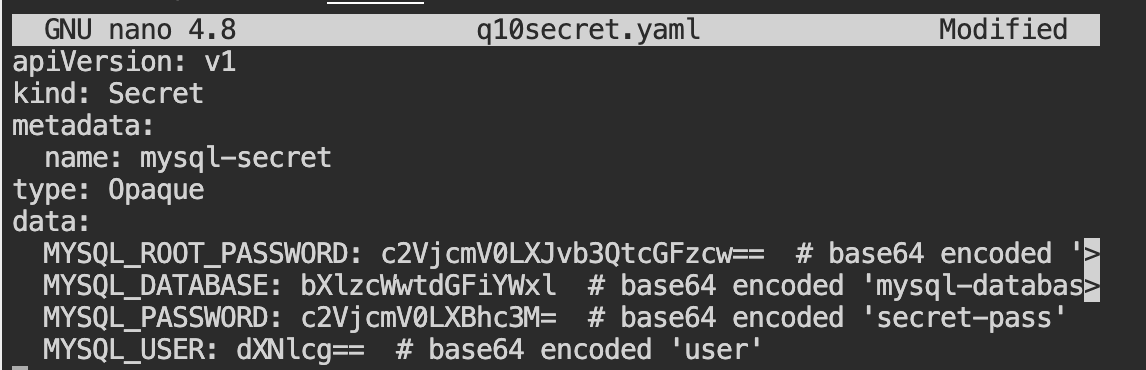 GNU nano 4.8 q10secret.yaml Modified
apiVersion: v1
kind: Secret
metadata:
  name: mysql-secret
type: Opaque
data:
  MYSQL_ROOT_PASSWORD: c2VjcmV0LXJvb3QtcGFzcw==  # base64 encoded '>
  MYSQL_DATABASE: bXlzcWwtdGFiYWxl  # base64 encoded 'mysql-databas>
  MYSQL_PASSWORD: c2VjcmV0LXBhc3M=  # base64 encoded 'secret-pass'
  MYSQL_USER: dXNlcg==  # base64 encoded 'user'